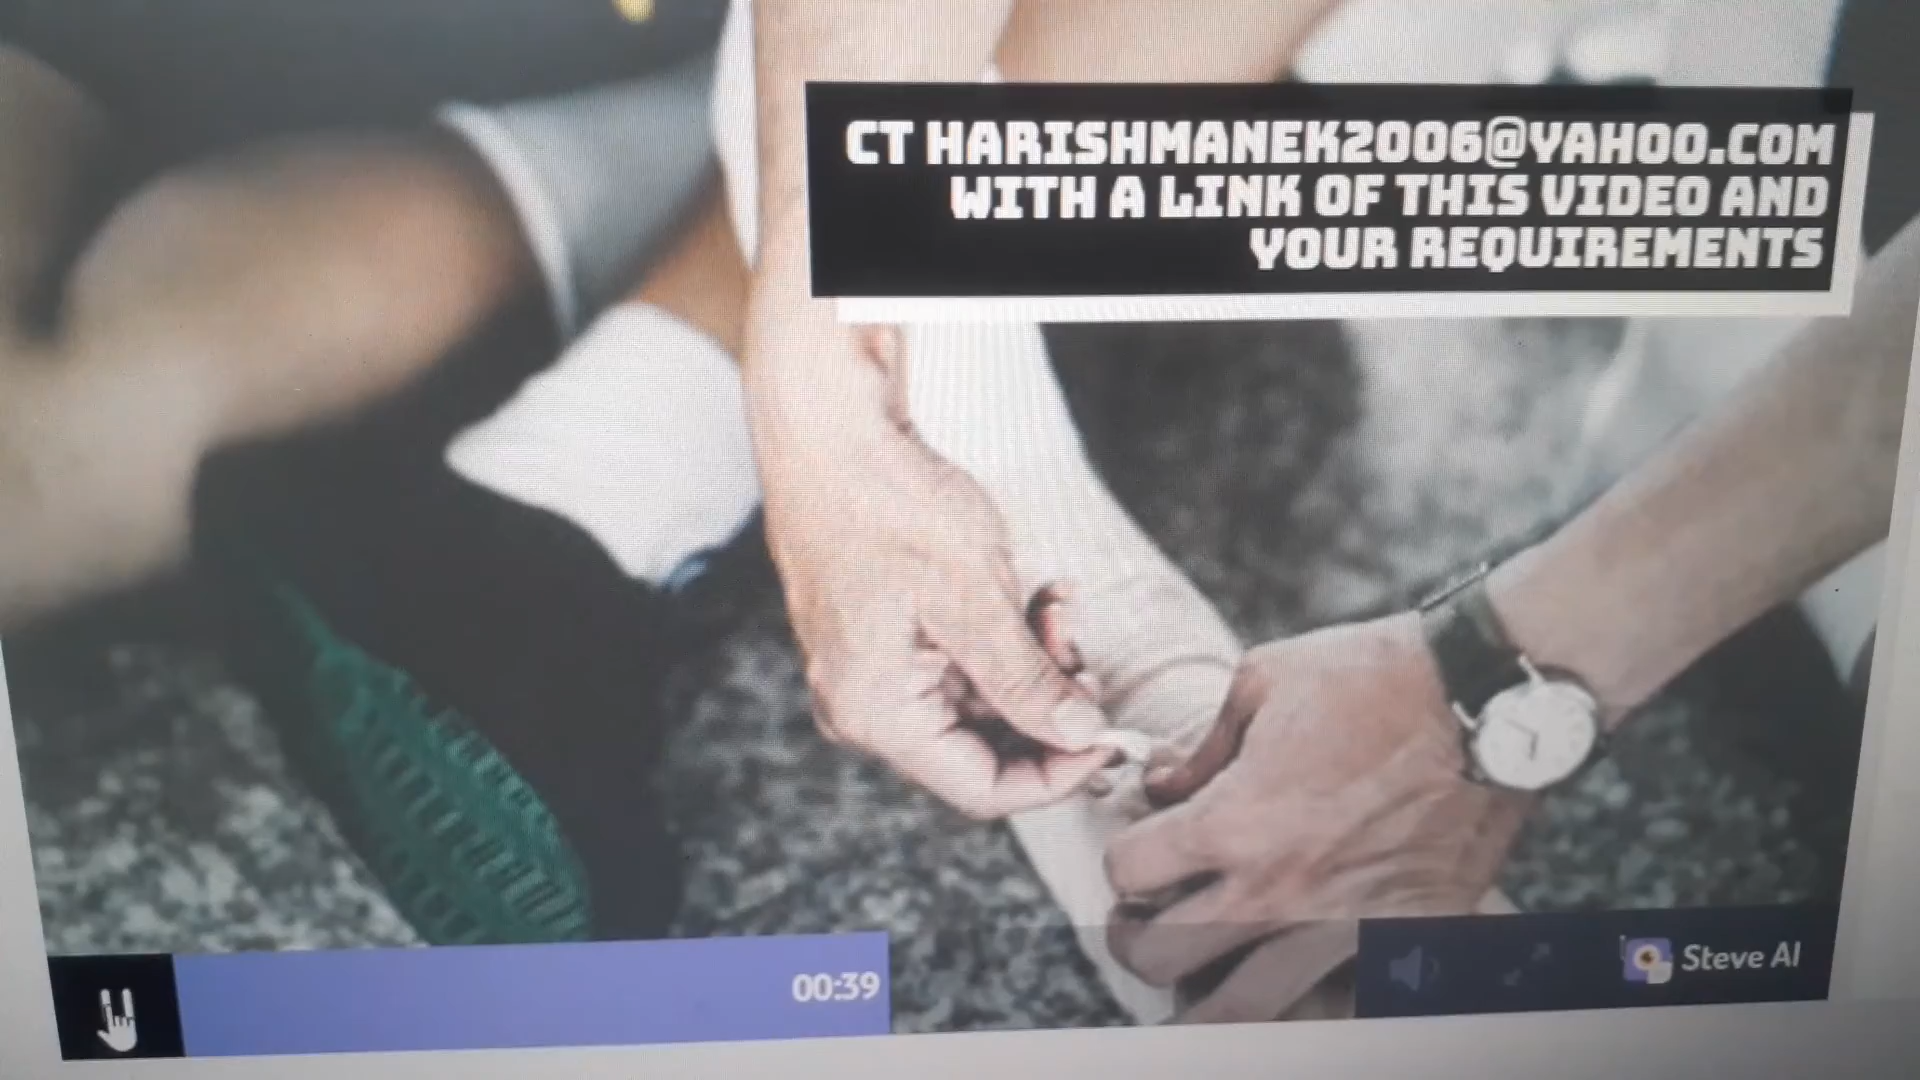 CT HARISHMANEK2006@YAHOO.COM
WITH A LINK OF THIS VIDEO AND
YOUR REQUIREMENTS
00:39
Steve AI